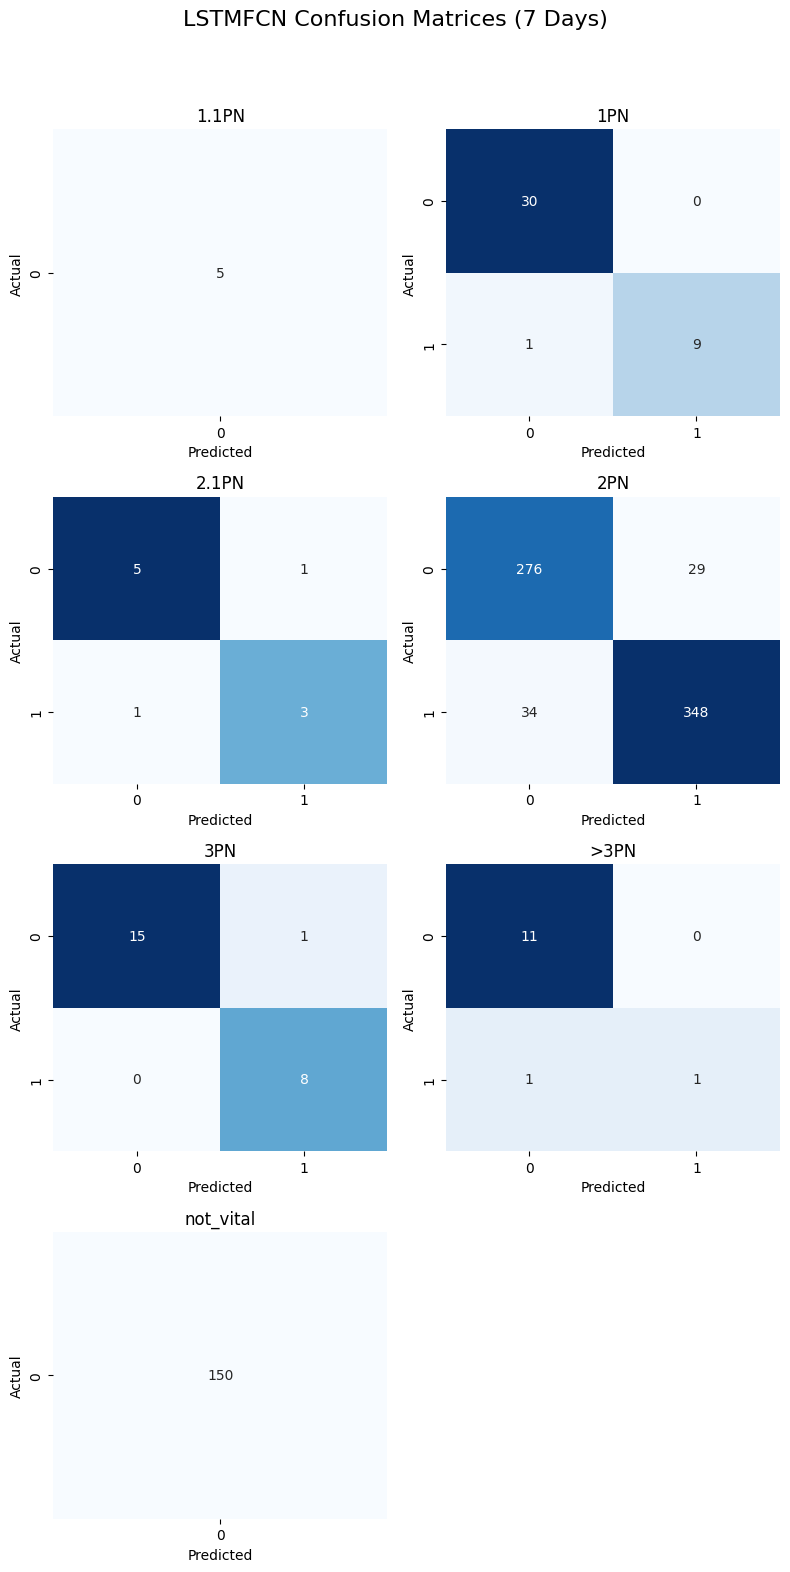 LSTMFCN Confusion Matrices (7 Days)
1.1PN
Actual
0
5
0
Predicted
1PN
Actual
0
30
0
1
1
9
0
1
Predicted
2.1PN
Actual
0
5
1
1
1
3
0
1
Predicted
2PN
Actual
0
276
29
1
34
348
0
1
Predicted
3PN
Actual
0
15
1
1
0
8
0
1
Predicted
>3PN
Actual
0
11
0
1
1
1
0
1
Predicted
not_vital
Actual
0
150
0
Predicted